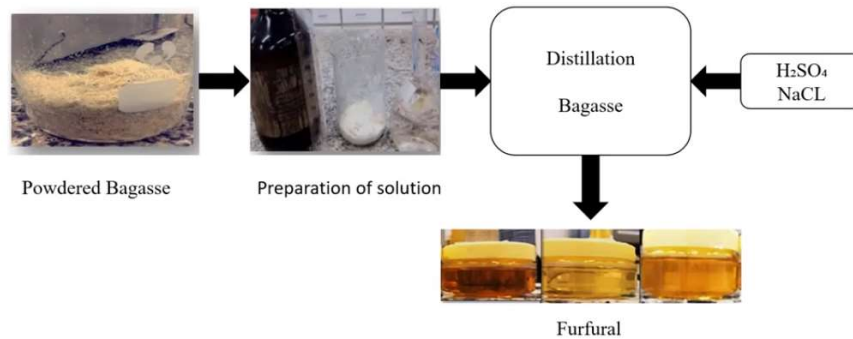 Distillation
Bagasse
H₂SO₄
NaCL
Powdered Bagasse
Preparation of solution
Furfural